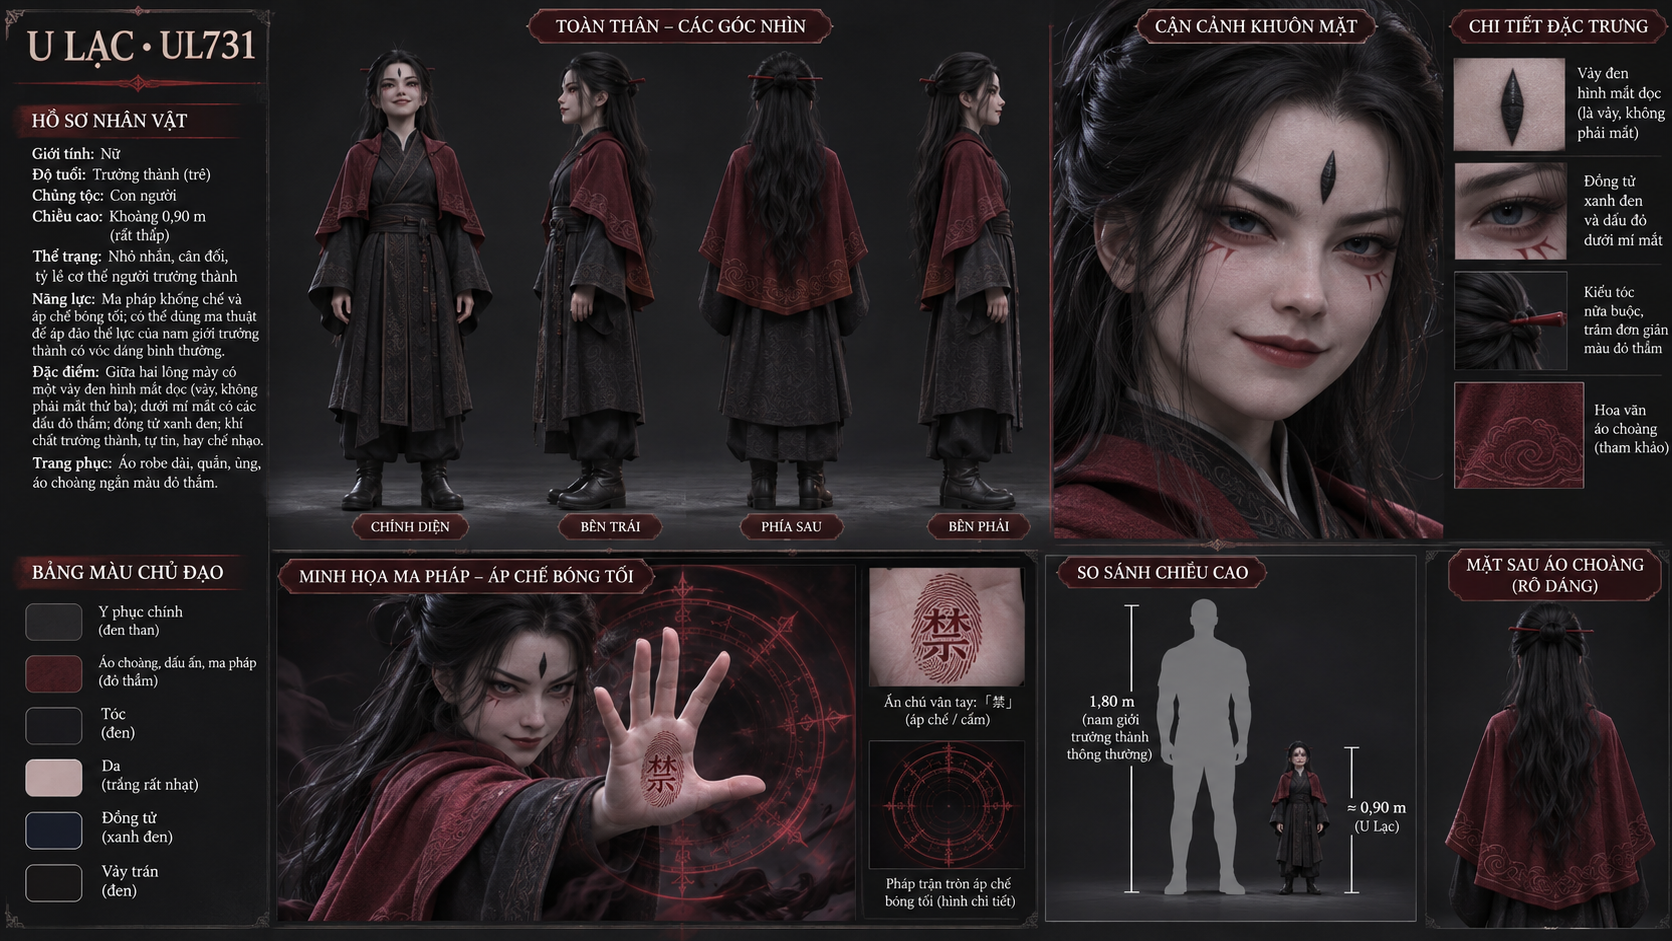 U LẠC • UL731
HỒ SƠ NHÂN VẬT
Giới tính: Nữ
Độ tuổi: Trưởng thành (trẻ)
Chủng tộc: Con người
Chiều cao: Khoảng 0,90 m
(rất thấp)
Thể trạng: Nhỏ nhắn, cân đối,
tỷ lệ cơ thể người trưởng thành
Năng lực: Ma pháp khống chế và
áp chế bóng tối; có thể dùng ma thuật
để áp đảo thể lực của nam giới trưởng
thành có vóc dáng bình thường.
Đặc điểm: Giữa hai lông mày có
một vảy đen hình mắt dọc (vảy, không
phải mắt thứ ba); dưới mí mắt có các
dấu đỏ thắm; đồng tử xanh đen; khí
chất trưởng thành, tự tin, hay chế nhạo.
Trang phục: Áo robe dài, quần, ủng,
áo choàng ngắn màu đỏ thắm.
BẢNG MÀU CHỦ ĐẠO
Y phục chính
(đen than)
Áo choàng, dấu ấn, ma pháp
(đỏ thắm)
Tóc
(đen)
Da
(trắng rất nhạt)
Đồng tử
(xanh đen)
Vảy trán
(đen)
TOÀN THÂN – CÁC GÓC NHÌN
CHÍNH DIỆN
BÊN TRÁI
PHÍA SAU
BÊN PHẢI
CẬN CẢNH KHUÔN MẶT
CHI TIẾT ĐẶC TRƯNG
Vảy đen
hình mắt dọc
(là vảy, không
phải mắt)
Đồng tử
xanh đen
và dấu đỏ
dưới mí mắt
Kiểu tóc
nửa buộc,
trâm đơn giản
màu đỏ thắm
Hoa văn
áo choàng
(tham khảo)
MINH HỌA MA PHÁP – ÁP CHẾ BÓNG TỐI
禁
禁
Ấn chú vân tay:「禁」
(áp chế / cấm)
Pháp trận tròn áp chế
bóng tối (hình chi tiết)
SO SÁNH CHIỀU CAO
1,80 m
(nam giới
trưởng thành
thông thường)
≈ 0,90 m
(U Lạc)
MẶT SAU ÁO CHOÀNG
(RÕ DÁNG)